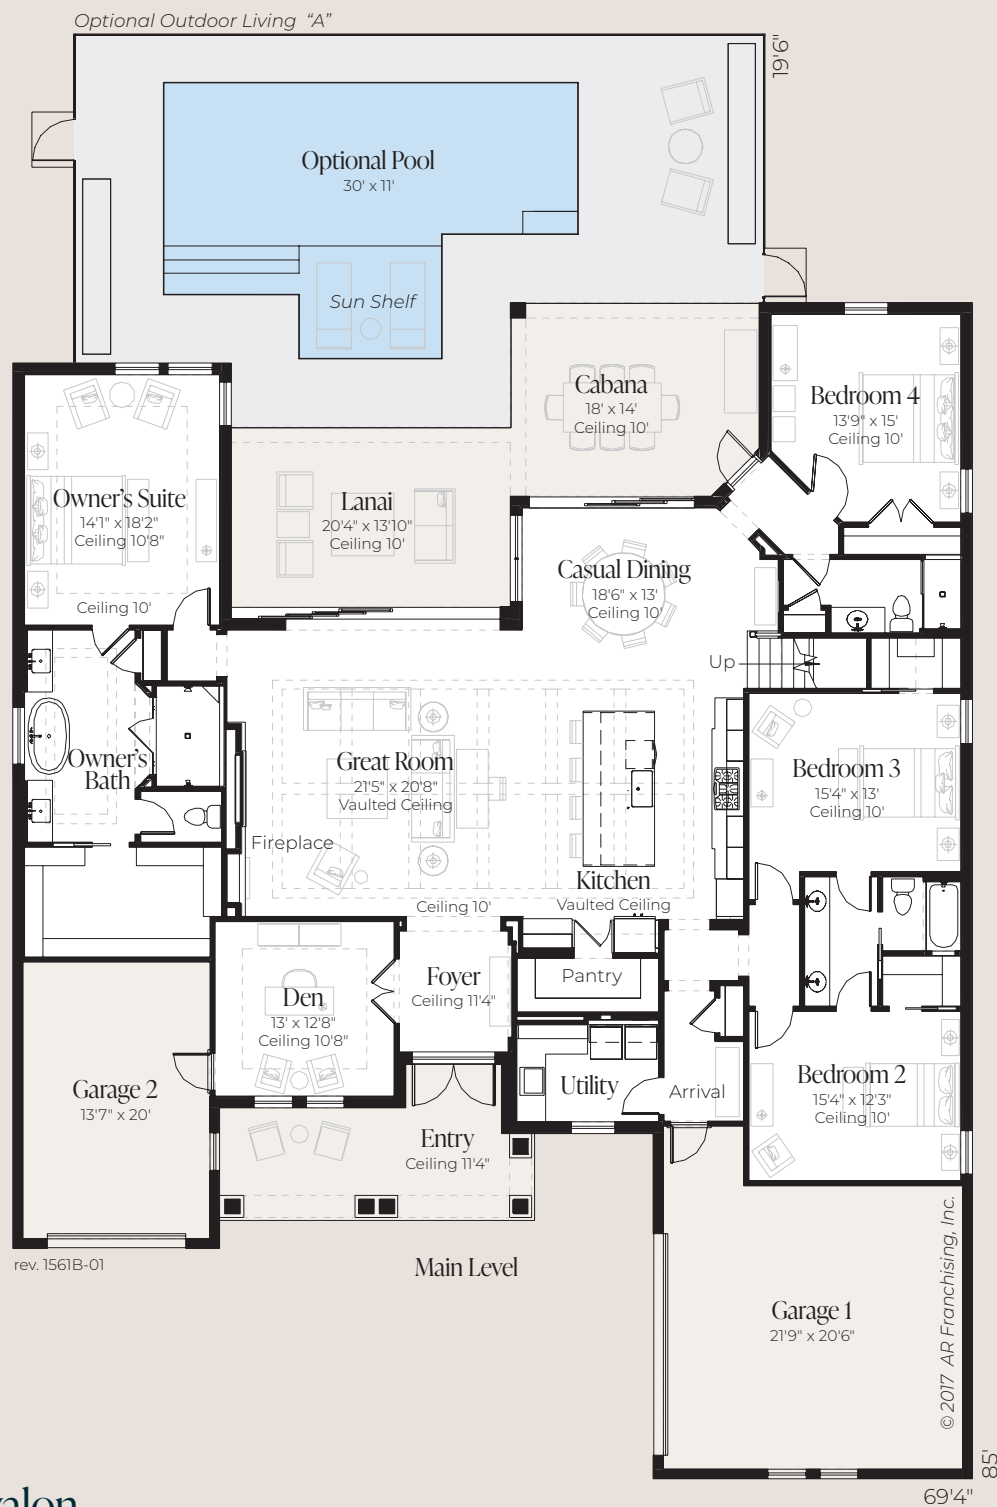 Optional Outdoor Living “A”
19'6"
Optional Pool
30' x 11'
Sun Shelf
Cabana
18' x 14'
Ceiling 10'
Bedroom 4
13'9" x 15'
Ceiling 10'
Owner's Suite
14'1" x 18'2"
Ceiling 10'8"
Ceiling 10'
Lanai
20'4" x 13'10"
Ceiling 10'
Casual Dining
18'6" x 13'
Ceiling 10'
Up
Owner's
Bath
Great Room
21'5" x 20'8"
Vaulted Ceiling
Fireplace
Bedroom 3
15'4" x 13'
Ceiling 10'
Kitchen
Vaulted Ceiling
Ceiling 10'
Pantry
Foyer
Ceiling 11'4"
Den
13' x 12'8"
Ceiling 10'8"
Garage 2
13'7" x 20'
Utility
Arrival
Bedroom 2
15'4" x 12'3"
Ceiling 10'
Entry
Ceiling 11'4"
rev. 1561B-01
Main Level
Garage 1
21'9" x 20'6"
© 2017 AR Franchising, Inc.
85'
69'4"